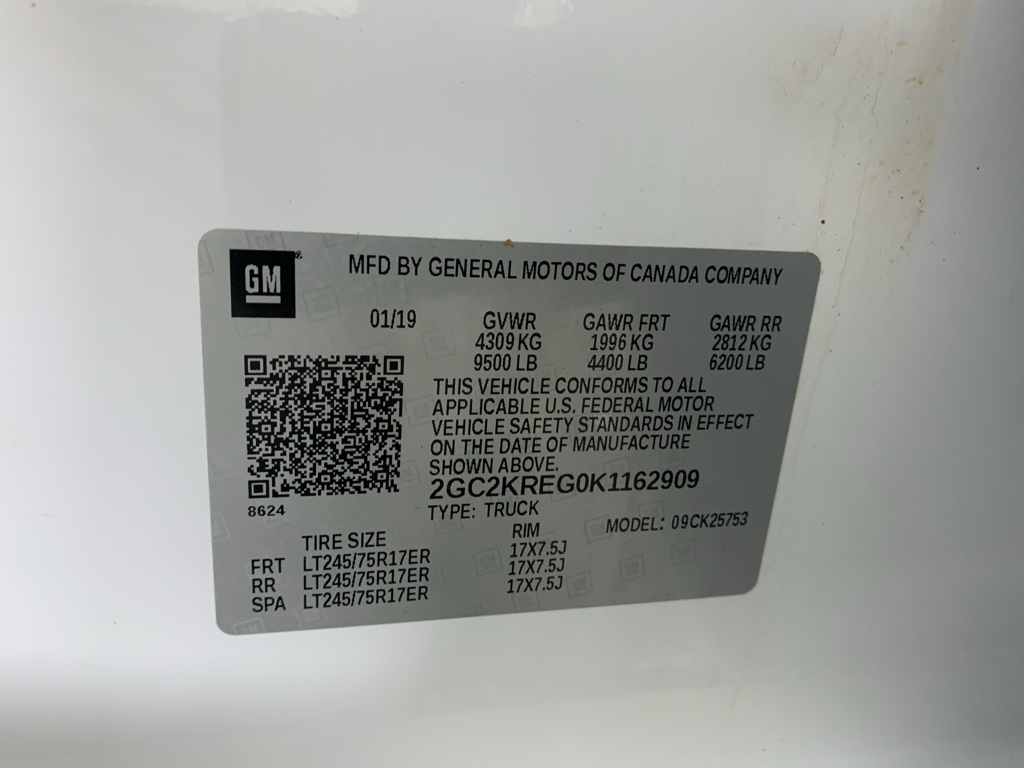 GM
MFD BY GENERAL MOTORS OF CANADA COMPANY
01/19 GVWR GAWR FRT GAWR RR
4309 KG 1996 KG 2812 KG
9500 LB 4400 LB 6200 LB
THIS VEHICLE CONFORMS TO ALL
APPLICABLE U.S. FEDERAL MOTOR
VEHICLE SAFETY STANDARDS IN EFFECT
ON THE DATE OF MANUFACTURE
SHOWN ABOVE.
2GC2KREG0K1162909
8624
TYPE: TRUCK MODEL: 09CK25753
TIRE SIZE RIM
FRT LT245/75R17ER 17X7.5J
RR LT245/75R17ER 17X7.5J
SPA LT245/75R17ER 17X7.5J